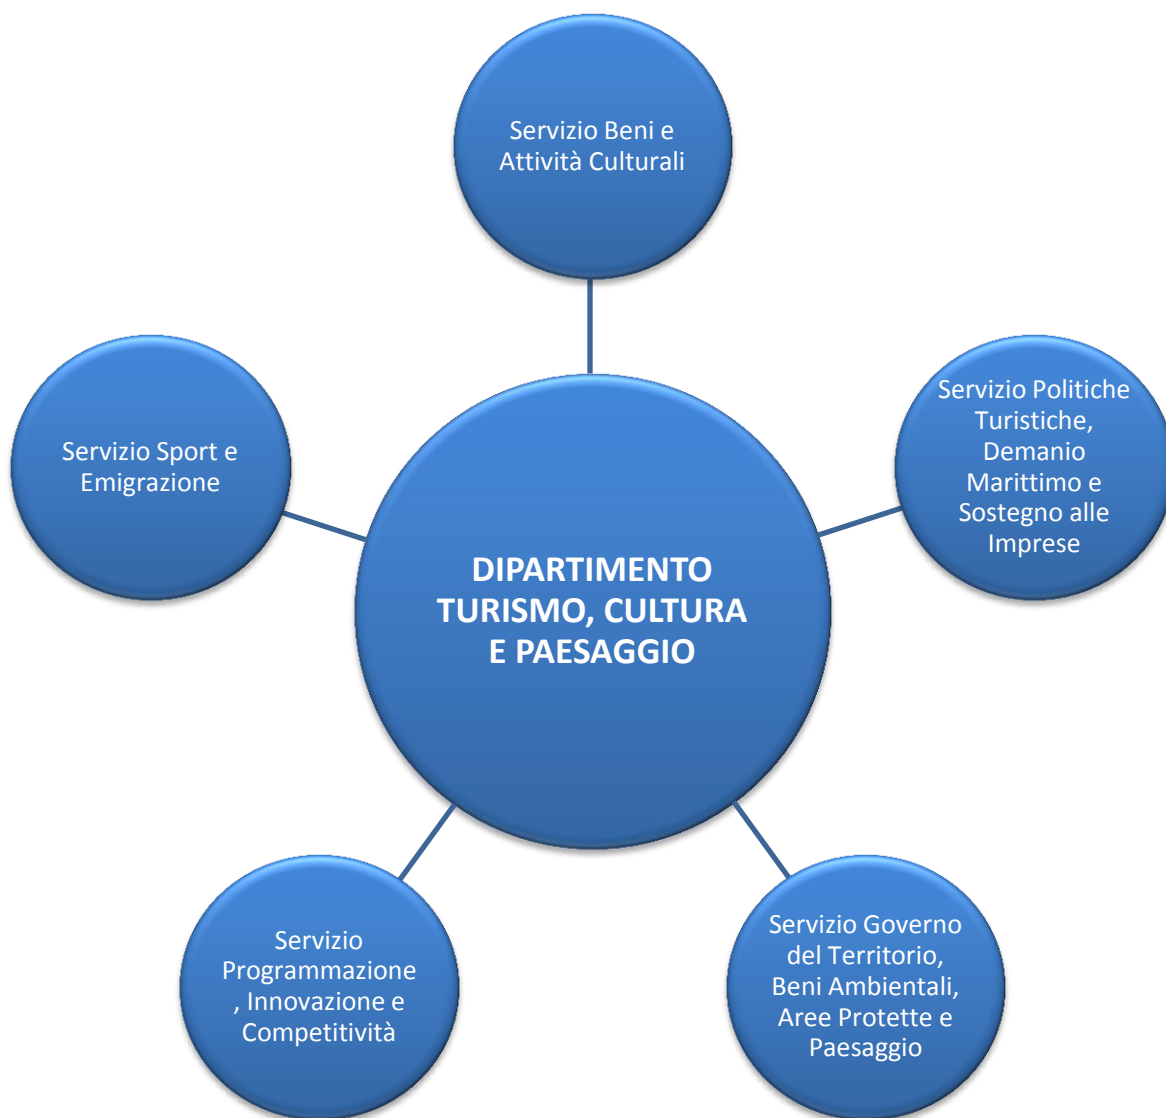 Servizio Beni e
Attività Culturali
Servizio Politiche
Turistiche,
Demanio
Marittimo e
Sostegno alle
Imprese
Servizio Sport e
Emigrazione
DIPARTIMENTO
TURISMO, CULTURA
E PAESAGGIO
Servizio
Programmazione
, Innovazione e
Competitività
Servizio Governo
del Territorio,
Beni Ambientali,
Aree Protette e
Paesaggio